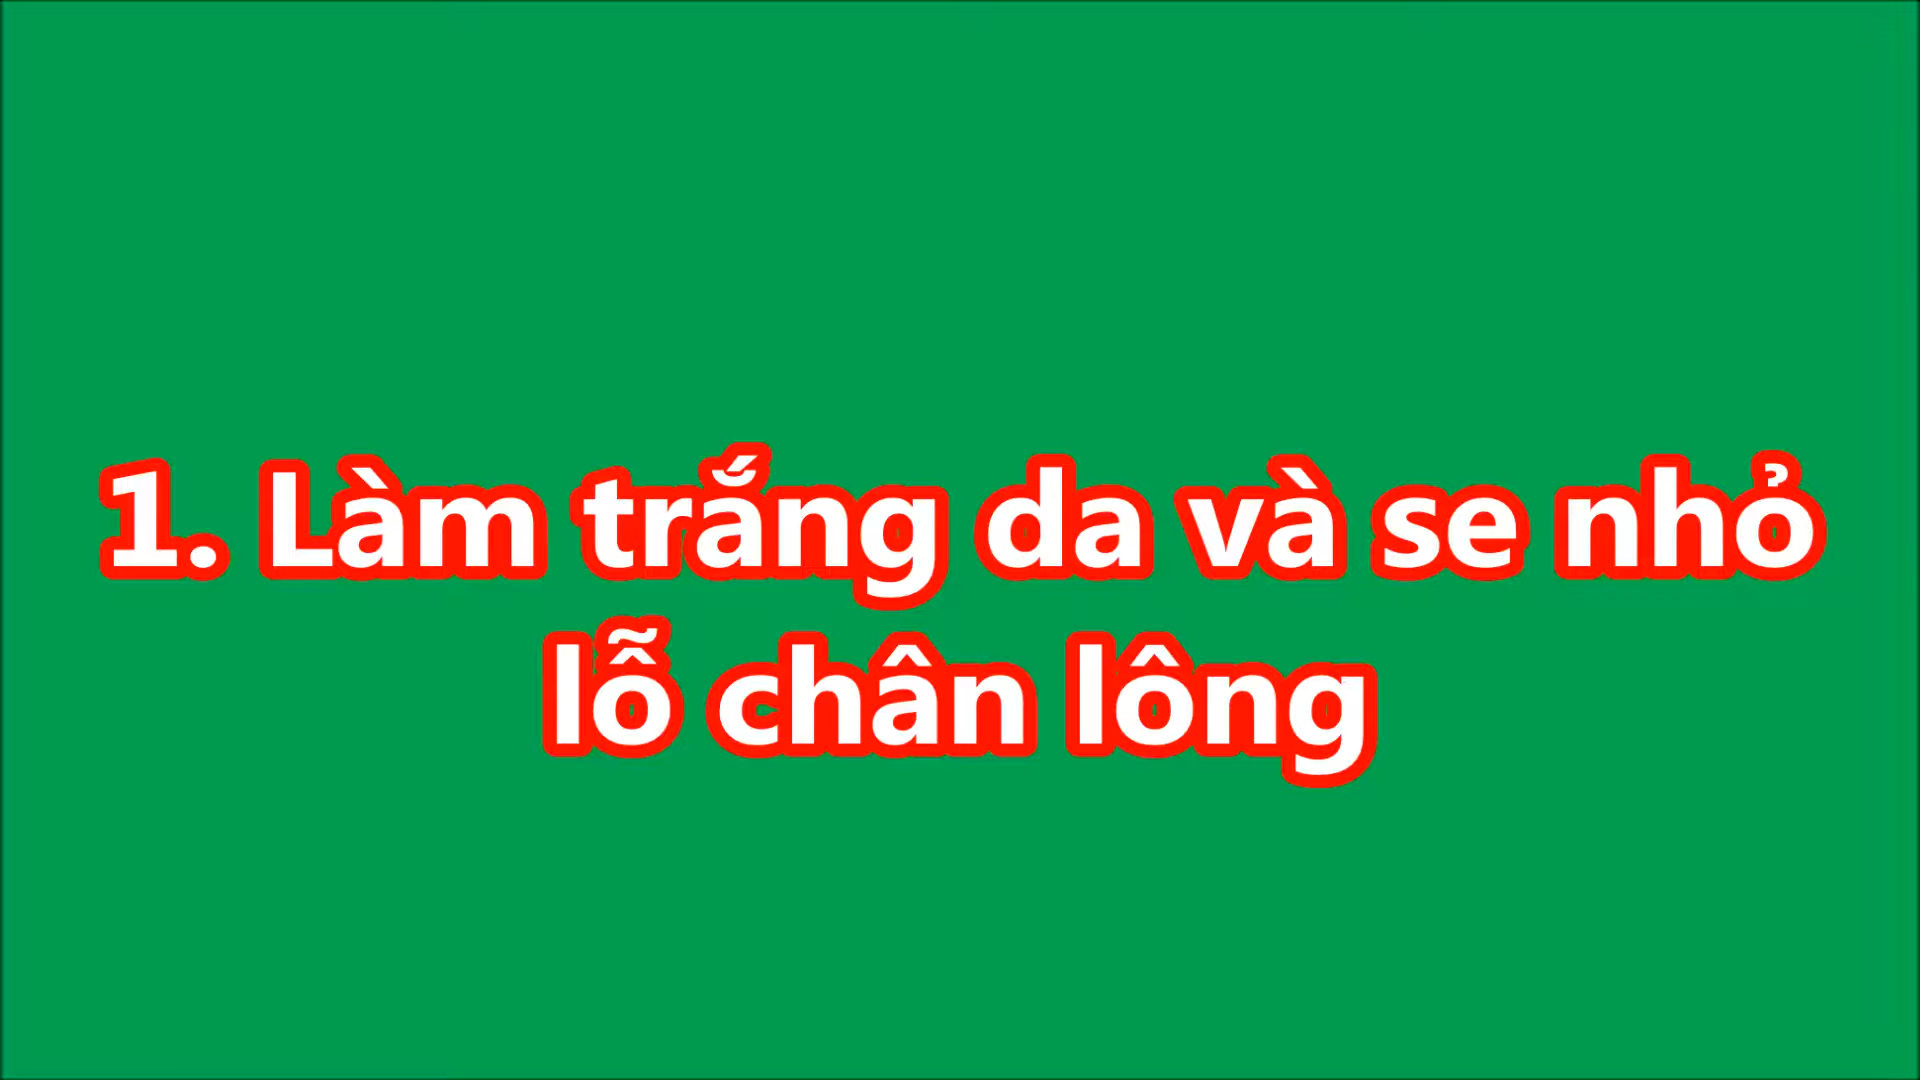 1. Làm trắng da và se nhỏ
lỗ chân lông